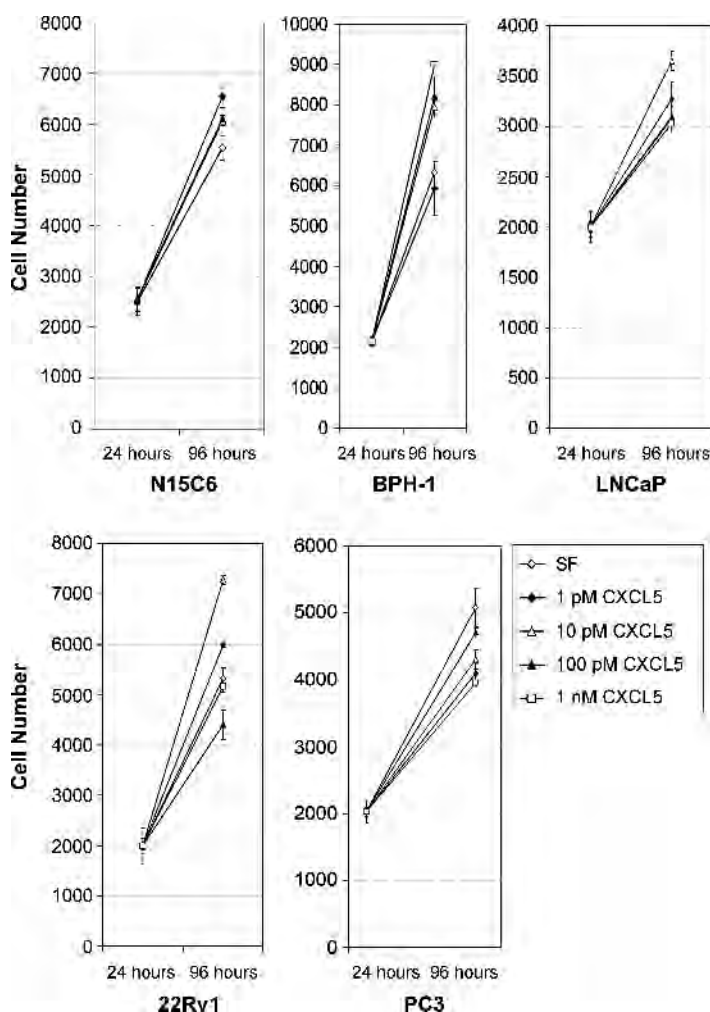 8000
7000
6000
5000
4000
3000
2000
1000
0
Cell Number
24 hours 96 hours
N15C6
10000
9000
8000
7000
6000
5000
4000
3000
2000
1000
0
24 hours 96 hours
BPH-1
4000
3500
3000
2500
2000
1500
1000
500
0
24 hours 96 hours
LNCaP
8000
7000
6000
5000
4000
3000
2000
1000
0
Cell Number
24 hours 96 hours
22Rv1
6000
5000
4000
3000
2000
1000
0
24 hours 96 hours
PC3
SF
1 pM CXCL5
10 pM CXCL5
100 pM CXCL5
1 nM CXCL5